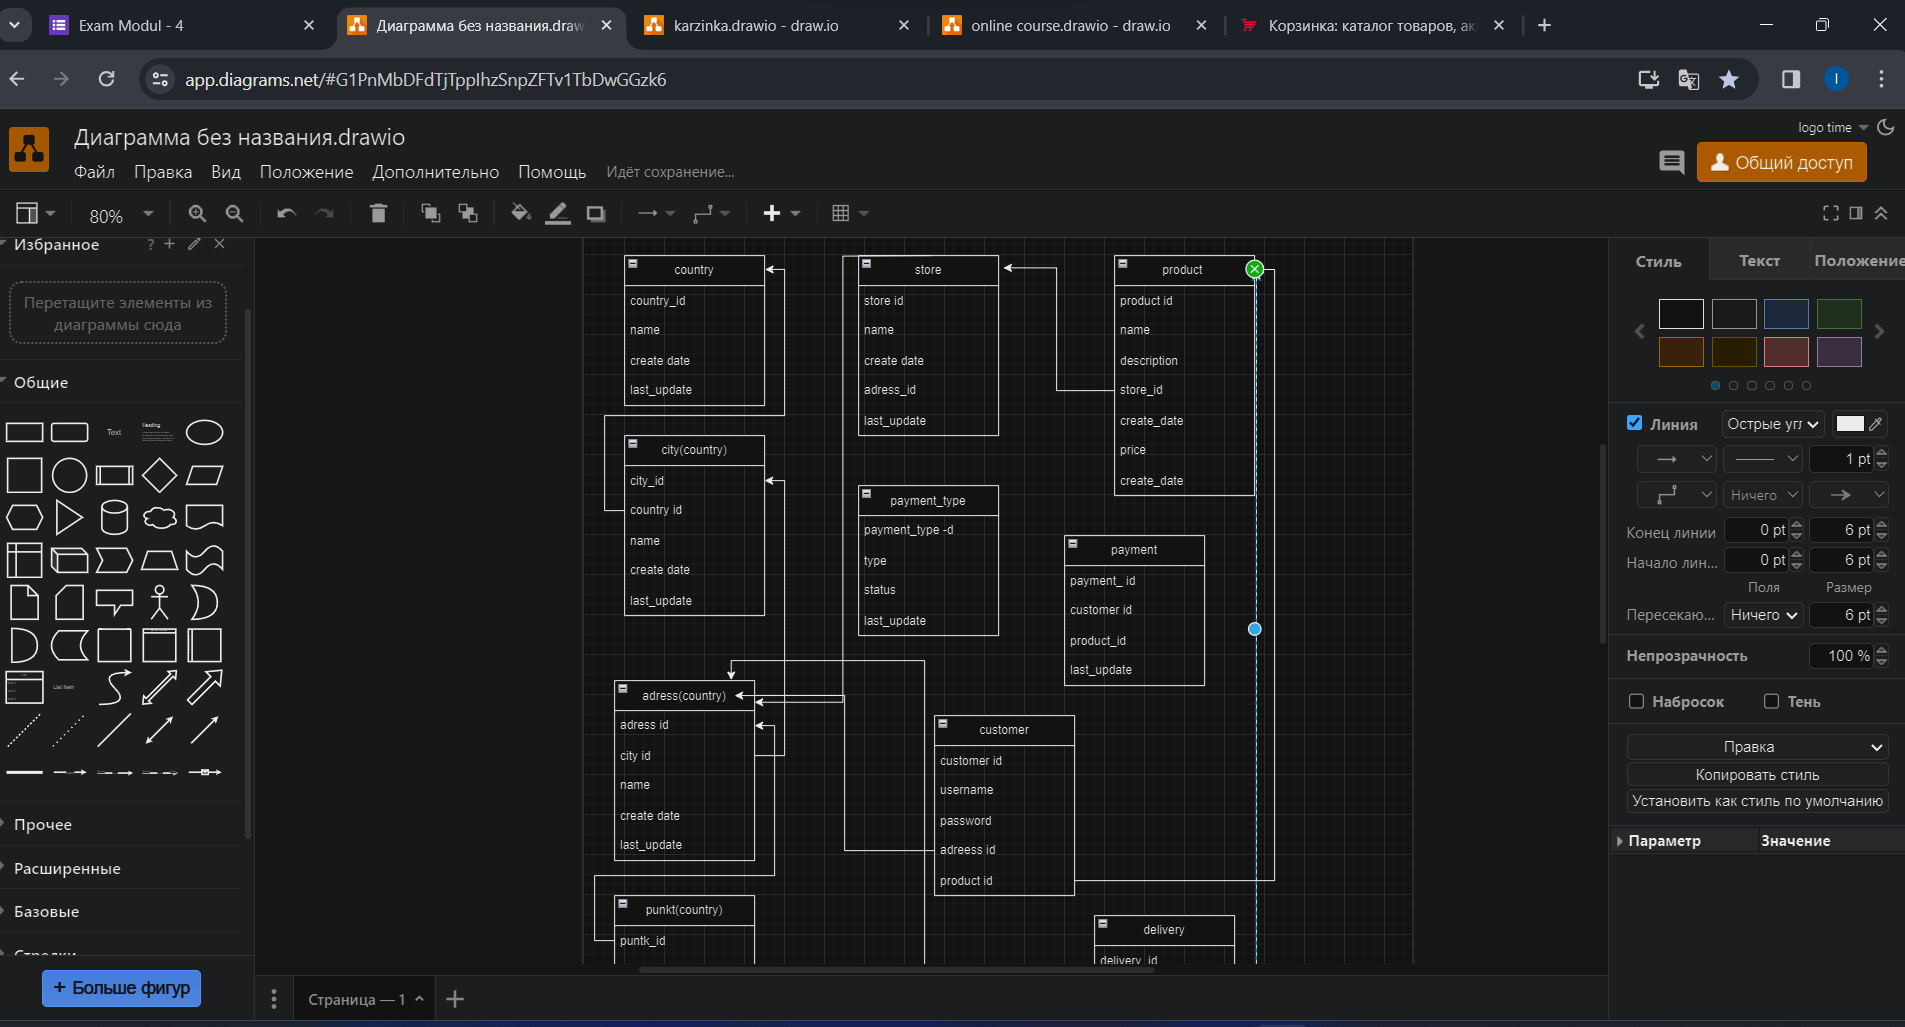 Exam Modul - 4
Диаграмма без названия.draw
karzinka.drawio - draw.io
online course.drawio - draw.io
Корзинка: каталог товаров, ак
app.diagrams.net/#G1PnMbDFdTjTppIhzSnpZFTv1TbDwGGzk6
I
Диаграмма без названия.drawio
logo time
Файл Правка Вид Положение Дополнительно Помощь Идёт сохранение...
Общий доступ
80%
Избранное
?
Перетащите элементы из
диаграммы сюда
Общие
Text
Heading
List Item
Прочее
Расширенные
Базовые
Стрелки
+ Больше фигур
country
country_id
name
create date
last_update
city(country)
city_id
country id
name
create date
last_update
adress(country)
adress id
city id
name
create date
last_update
punkt(country)
puntk_id
store
store id
name
create date
adress_id
last_update
payment_type
payment_type -d
type
status
last_update
customer
customer id
username
password
adreess id
product id
product
product id
name
description
store_id
create_date
price
create_date
payment
payment_ id
customer id
product_id
last_update
delivery
delivery_id
Страница — 1
Стиль
Текст
Положение
Линия
Острые угл
1 pt
Ничего
Конец линии
0 pt
6 pt
Начало лин...
0 pt
6 pt
Поля
Размер
Пересекаю...
Ничего
6 pt
Непрозрачность
100 %
Набросок
Тень
Правка
Копировать стиль
Установить как стиль по умолчанию
Параметр
Значение